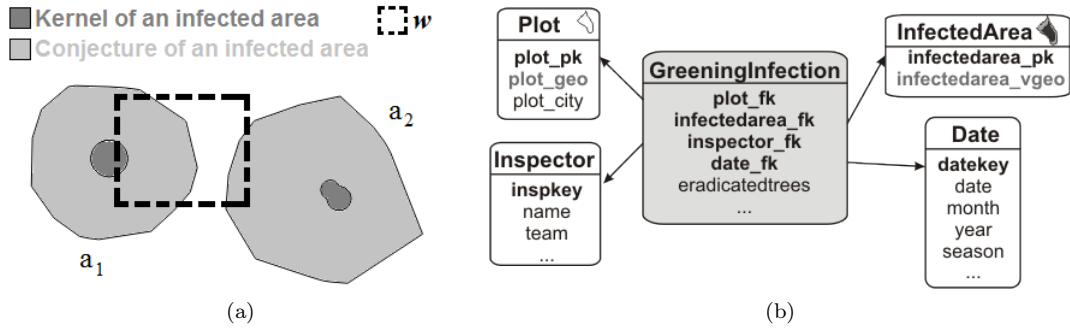 Kernel of an infected area
Conjecture of an infected area
w
a1
a2
(a)
Plot
plot_pk
plot_geo
plot_city
Inspector
inspkey
name
team
...
GreeningInfection
plot_fk
infectedarea_fk
inspector_fk
date_fk
eradicatedtrees
...
InfectedArea
infectedarea_pk
infectedarea_vgeo
Date
datekey
date
month
year
season
...
(b)